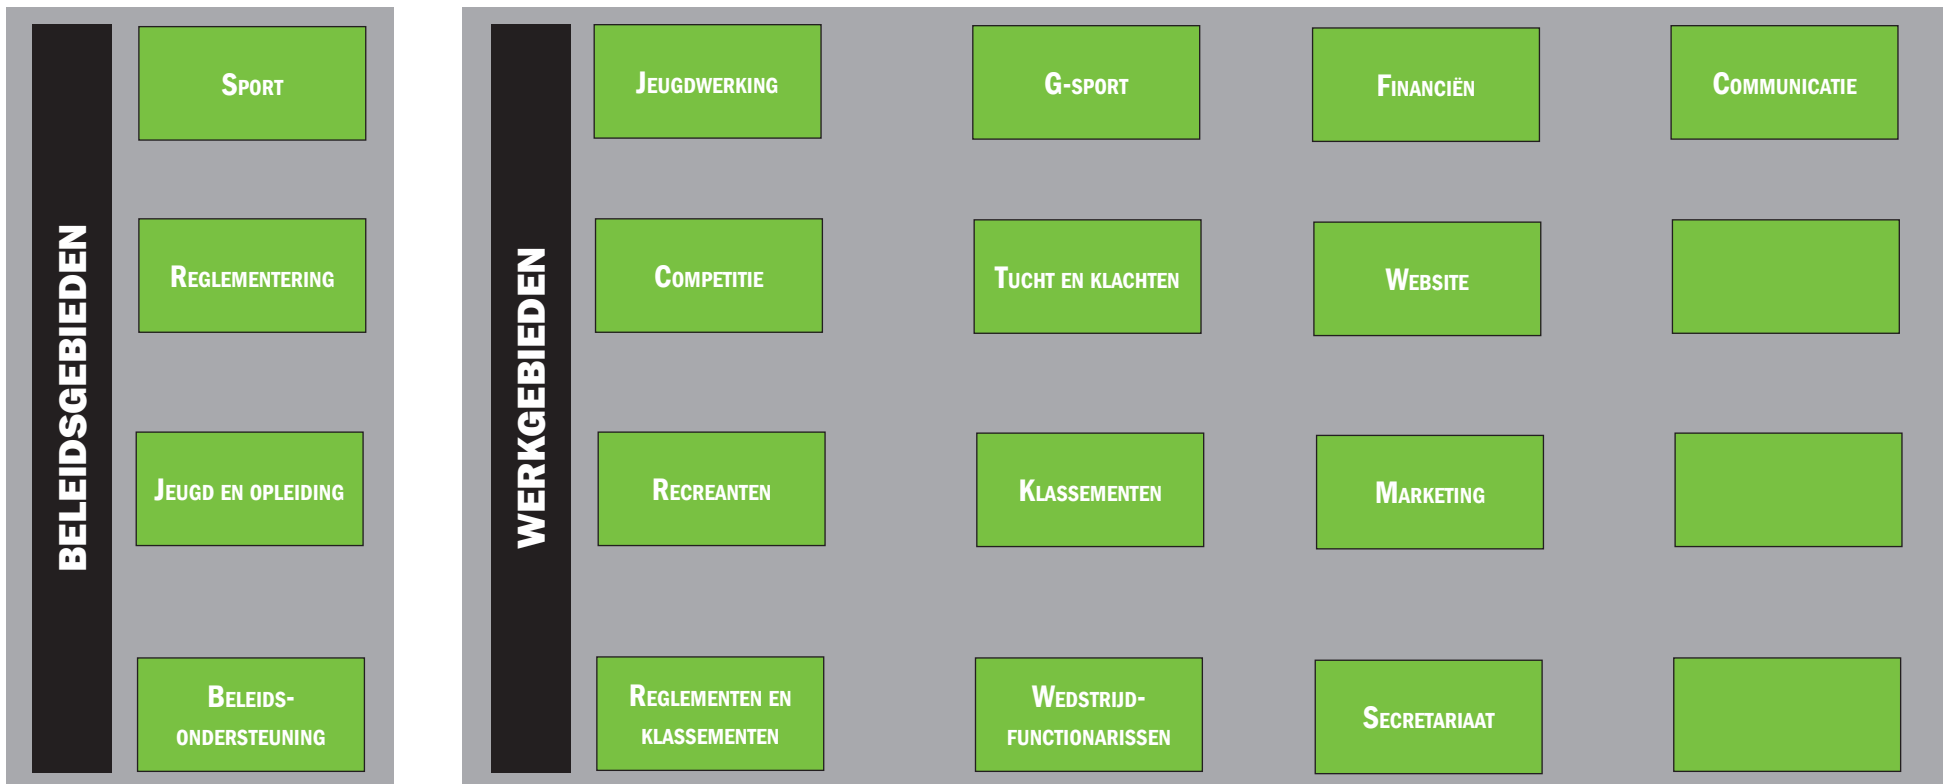 BELEIDSGEBIEDEN
Sport
Reglementering
Jeugd en opleiding
Beleids-
ondersteuning
WERKGEBIEDEN
Jeugdwerking
G-sport
Financiën
Communicatie
Competitie
Tucht en klachten
Website
Recreanten
Klassementen
Marketing
Reglementen en
klassementen
Wedstrijd-
functionarissen
Secretariaat